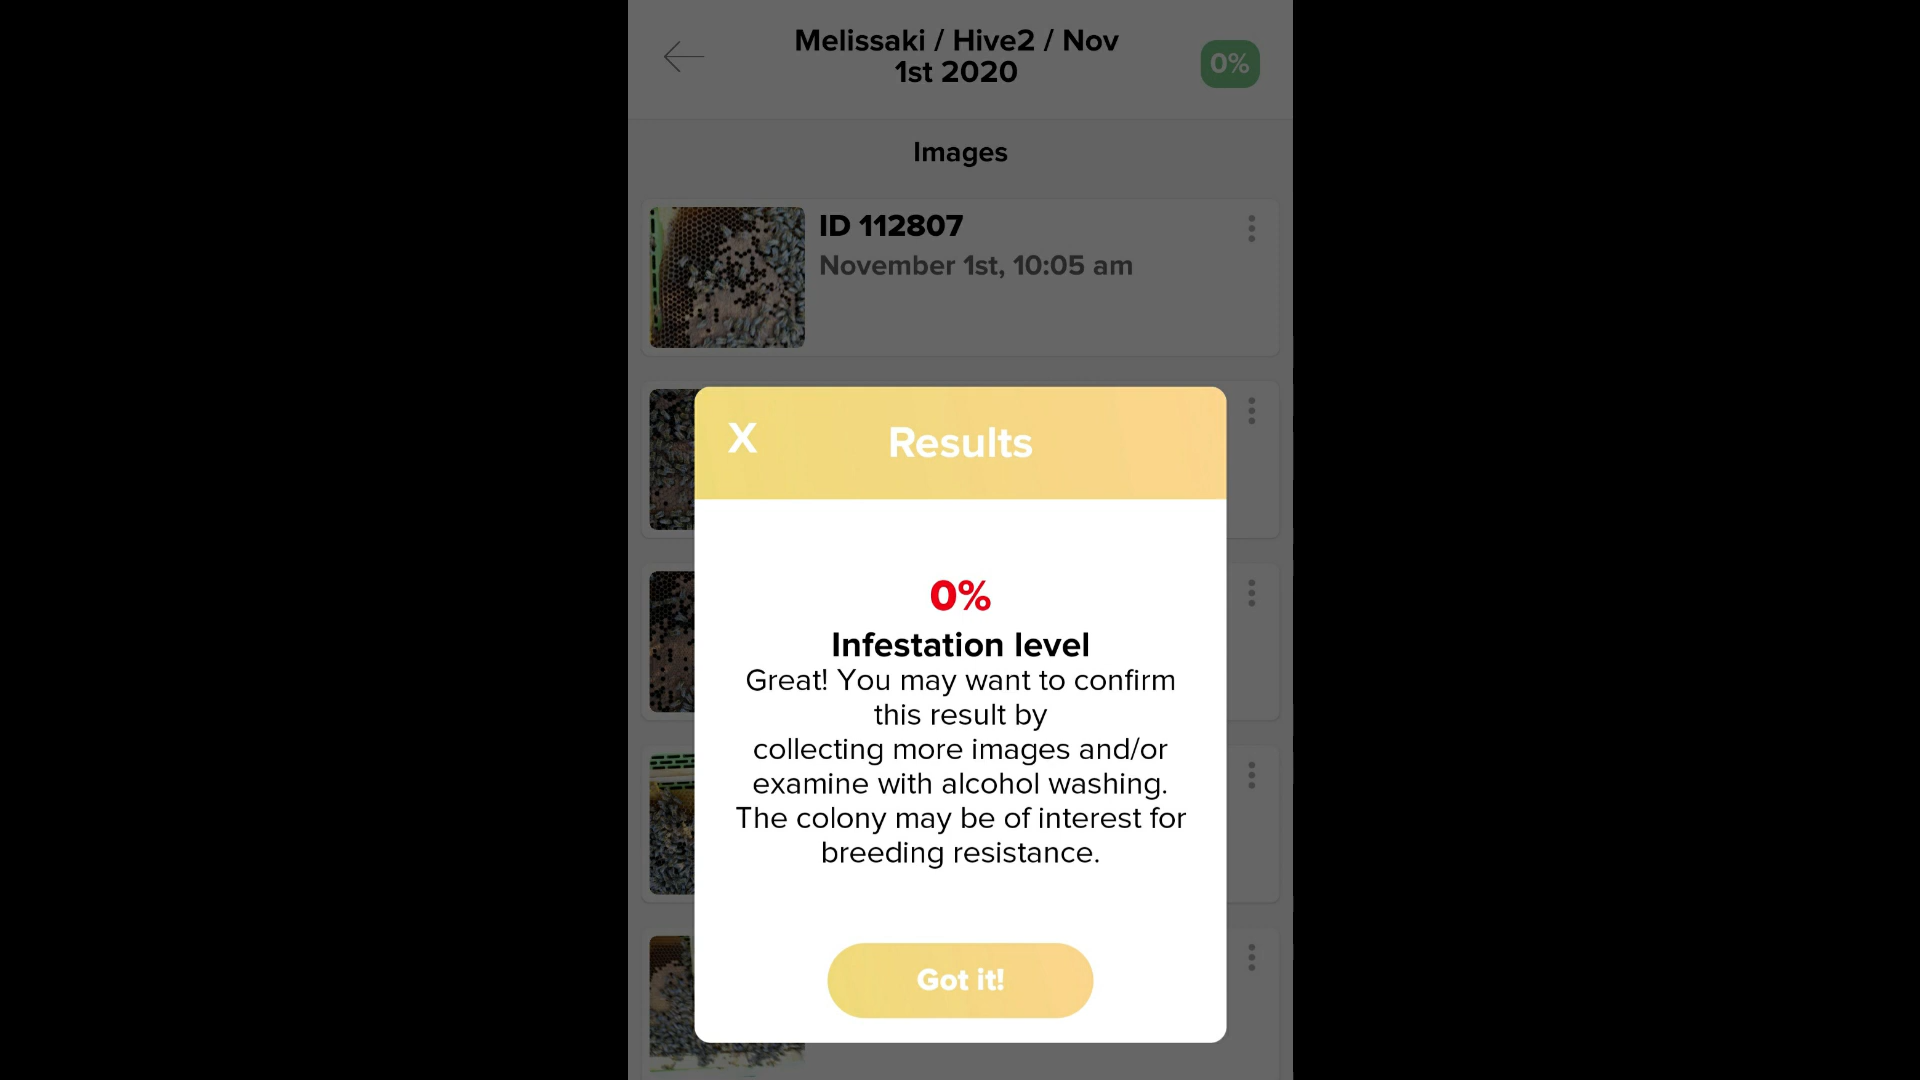 Melissaki / Hive2 / Nov
1st 2020
0%
Images
ID 112807
November 1st, 10:05 am
X
Results
0%
Infestation level
Great! You may want to confirm
this result by
collecting more images and/or
examine with alcohol washing.
The colony may be of interest for
breeding resistance.
Got it!